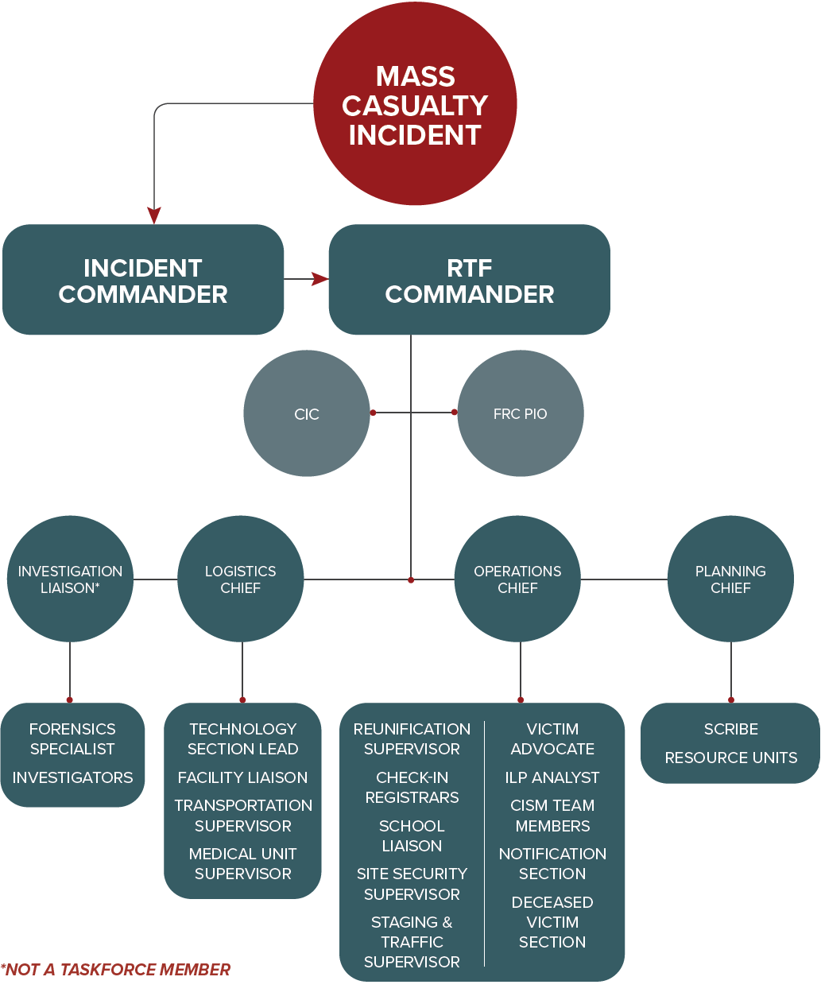 MASS
CASUALTY
INCIDENT
INCIDENT
COMMANDER
RTF
COMMANDER
CIC
FRC PIO
INVESTIGATION
LIAISON*
LOGISTICS
CHIEF
OPERATIONS
CHIEF
PLANNING
CHIEF
FORENSICS
SPECIALIST
INVESTIGATORS
TECHNOLOGY
SECTION LEAD
FACILITY LIAISON
TRANSPORTATION
SUPERVISOR
MEDICAL UNIT
SUPERVISOR
REUNIFICATION
SUPERVISOR
CHECK-IN
REGISTRARS
SCHOOL
LIAISON
SITE SECURITY
SUPERVISOR
STAGING &
TRAFFIC
SUPERVISOR
VICTIM
ADVOCATE
ILP ANALYST
CISM TEAM
MEMBERS
NOTIFICATION
SECTION
DECEASED
VICTIM
SECTION
SCRIBE
RESOURCE UNITS
*NOT A TASKFORCE MEMBER